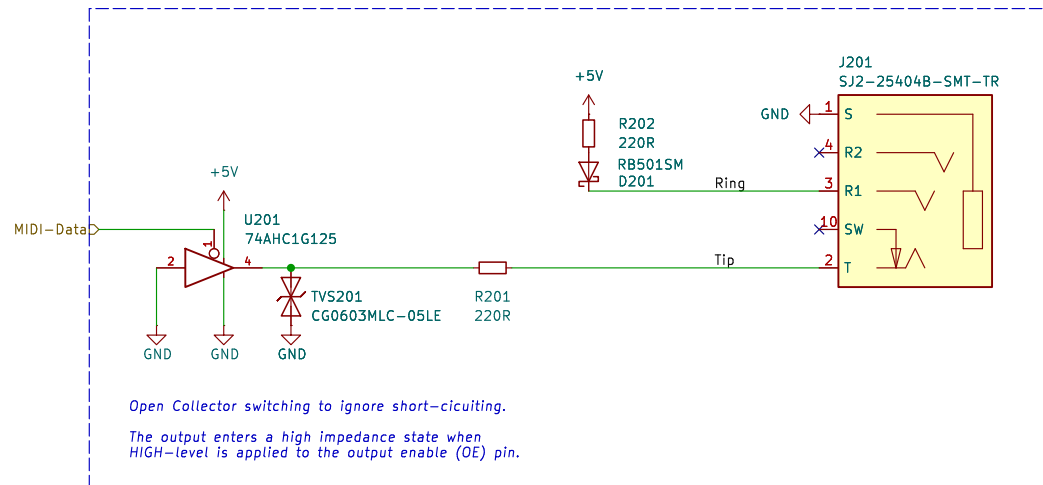 J201
SJ2-25404B-SMT-TR
+5V
GND
1
S
R202
220R
4
R2
RB501SM
D201
+5V
Ring
3
R1
U201
74AHC1G125
MIDI-Data
1
10
SW
2
4
Tip
2
T
TVS201
CG0603MLC-05LE
R201
220R
GND
GND
GND
Open Collector switching to ignore short-cicuiting.
The output enters a high impedance state when
HIGH-level is applied to the output enable (OE) pin.